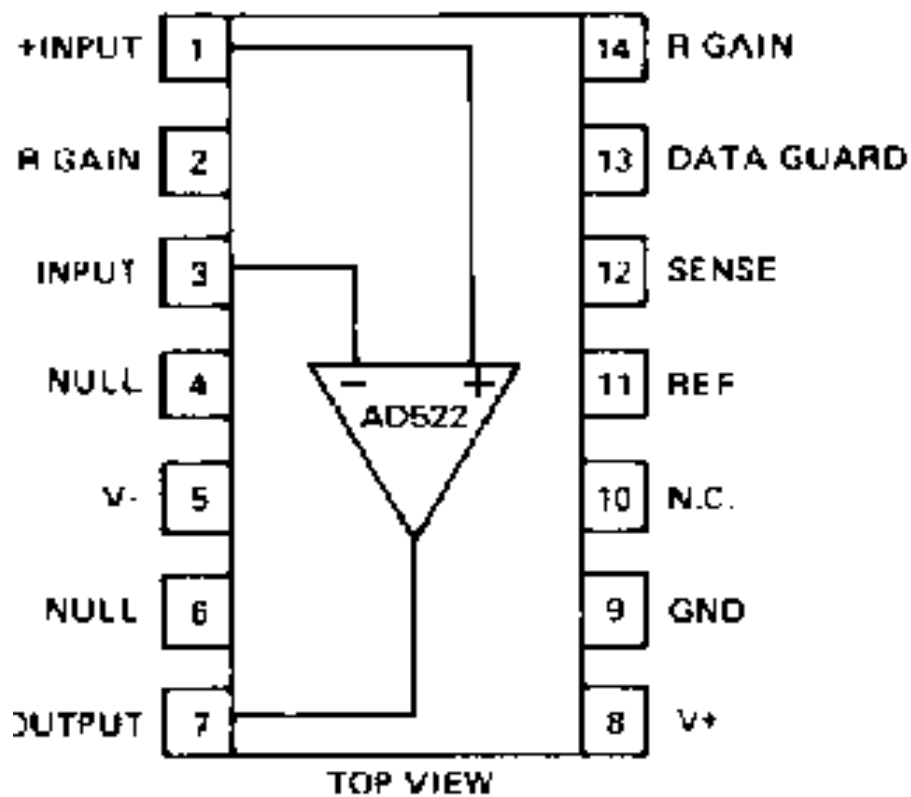 +INPUT 1 14 R GAIN
R GAIN 2 13 DATA GUARD
INPUT 3 12 SENSE
NULL 4 11 REF
- +
AD522
V- 5 10 N.C.
NULL 6 9 GND
OUTPUT 7 8 V+
TOP VIEW